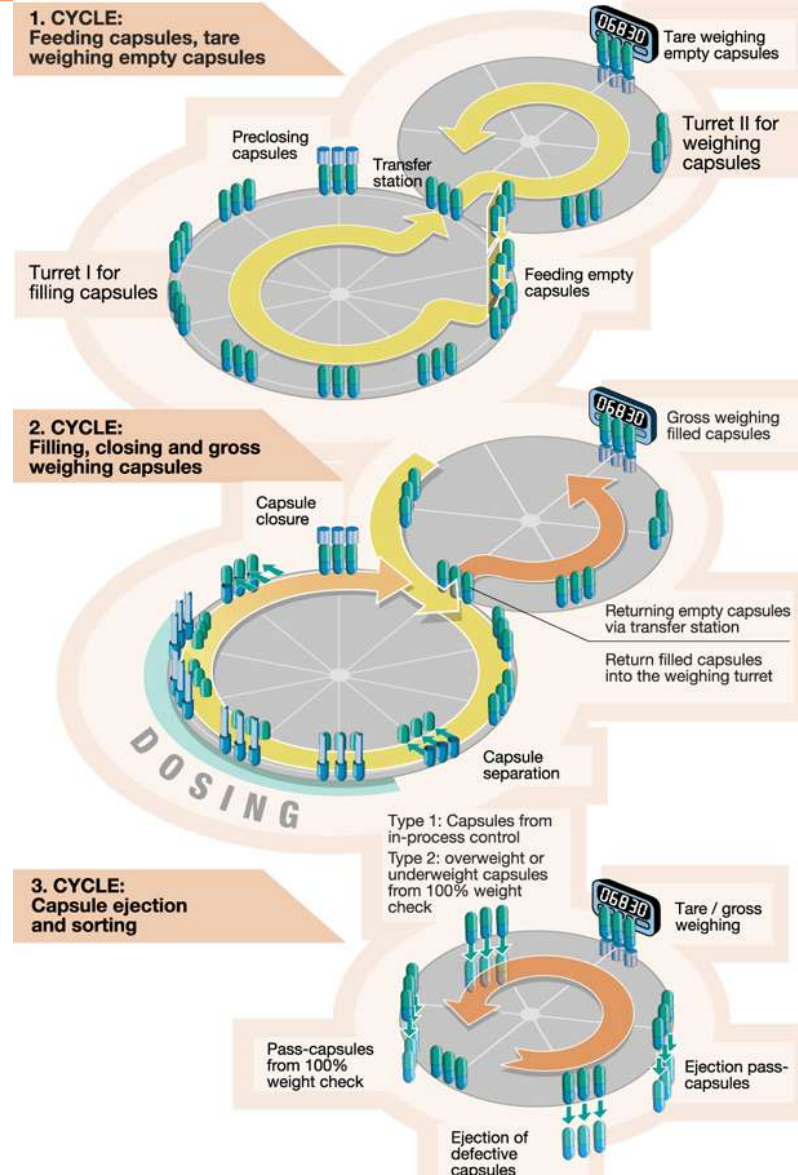 1. CYCLE:
Feeding capsules, tare
weighing empty capsules
06830
Tare weighing
empty capsules
Preclosing
capsules
Transfer
station
Turret II for
weighing
capsules
Turret I for
filling capsules
Feeding empty
capsules
2. CYCLE:
Filling, closing and gross
weighing capsules
06830
Gross weighing
filled capsules
Capsule
closure
Returning empty capsules
via transfer station
Return filled capsules
into the weighing turret
Capsule
separation
DOSING
Type 1: Capsules from
in-process control
Type 2: overweight or
underweight capsules
from 100% weight
check
3. CYCLE:
Capsule ejection
and sorting
06830
Tare / gross
weighing
Pass-capsules
from 100%
weight check
Ejection pass-
capsules
Ejection of
defective
capsules